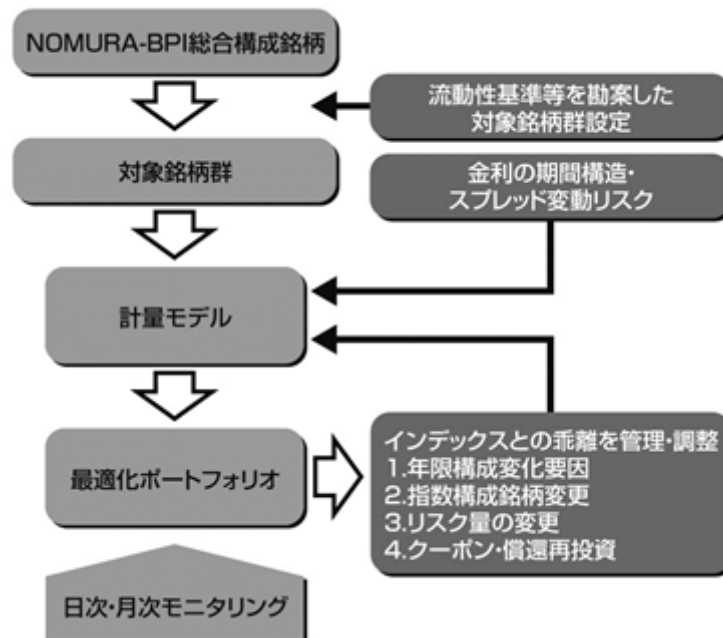 NOMURA-BPI総合構成銘柄
流動性基準等を勘案した
対象銘柄群設定
対象銘柄群
金利の期間構造・
スプレッド変動リスク
計量モデル
最適化ポートフォリオ
インデックスとの乖離を管理・調整
1.年限構成変化要因
2.指数構成銘柄変更
3.リスク量の変更
4.クーポン・償還再投資
日次・月次モニタリング